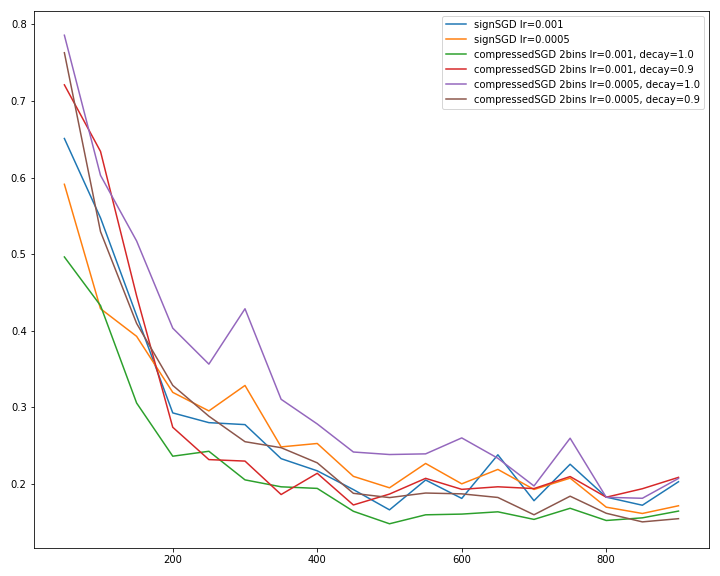 0.8
0.7
0.6
0.5
0.4
0.3
0.2
200
400
600
800
signSGD lr=0.001
signSGD lr=0.0005
compressedSGD 2bins lr=0.001, decay=1.0
compressedSGD 2bins lr=0.001, decay=0.9
compressedSGD 2bins lr=0.0005, decay=1.0
compressedSGD 2bins lr=0.0005, decay=0.9